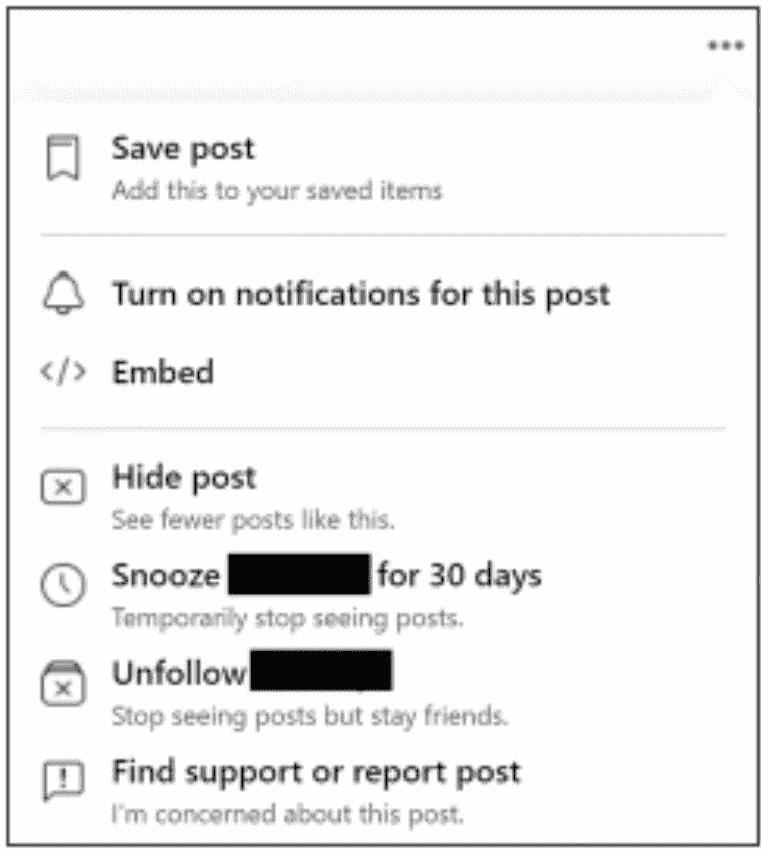 Save post
Add this to your saved items
Turn on notifications for this post
Embed
Hide post
See fewer posts like this.
Snooze for 30 days
Temporarily stop seeing posts.
Unfollow
Stop seeing posts but stay friends.
Find support or report post
I'm concerned about this post.